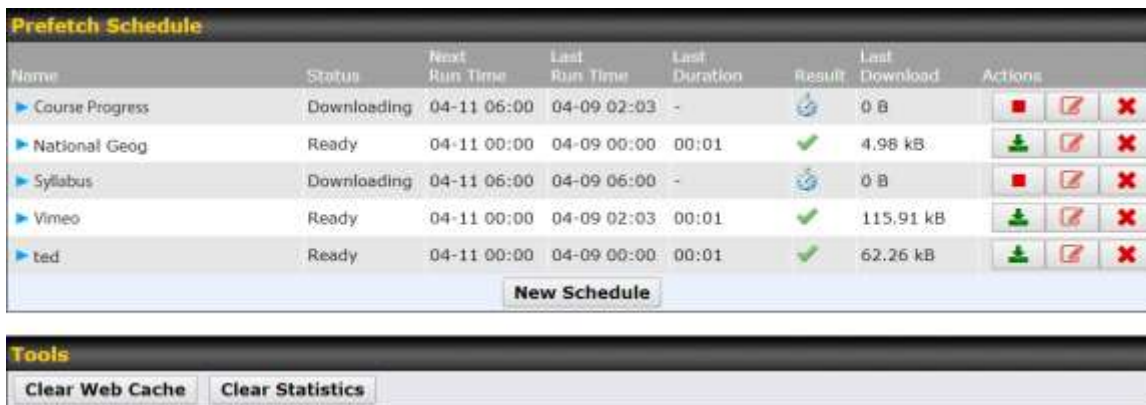 Prefetch Schedule
Name Status Next Run Time Last Run Time Last Duration Result Last Download Actions
Course Progress Downloading 04-11 06:00 04-09 02:03 - 0 B
National Geog Ready 04-11 00:00 04-09 00:00 00:01 4.98 kB
Syllabus Downloading 04-11 06:00 04-09 06:00 - 0 B
Vimeo Ready 04-11 00:00 04-09 02:03 00:01 115.91 kB
ted Ready 04-11 00:00 04-09 00:00 00:01 62.26 kB
New Schedule
Tools
Clear Web Cache Clear Statistics